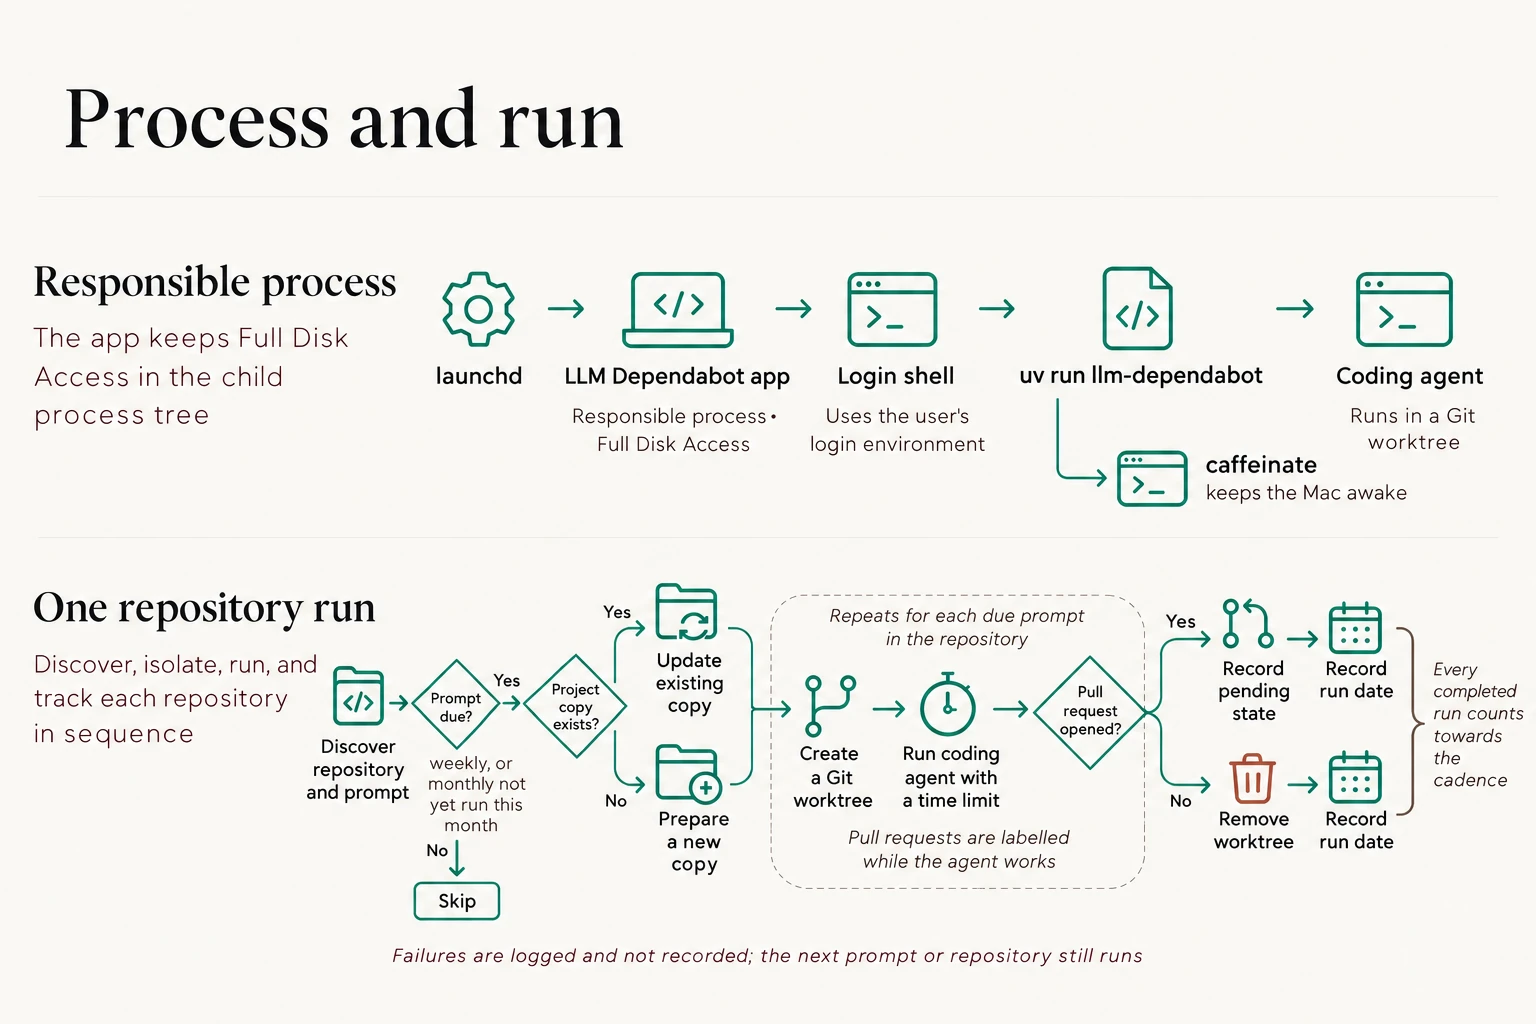 Process and run
Responsible process
The app keeps Full Disk
Access in the child
process tree
launchd
LLM Dependabot app
Responsible process •
Full Disk Access
Login shell
Uses the user's
login environment
uv run llm-dependabot
caffeinate
keeps the Mac awake
Coding agent
Runs in a Git
worktree
One repository run
Discover, isolate, run, and
track each repository
in sequence
Discover
repository
and prompt
Prompt
due?
weekly, or
monthly not
yet run this
month
No
Skip
Yes
Project
copy
exists?
Yes
Update
existing
copy
No
Prepare
a new
copy
Repeats for each due prompt
in the repository
Create
a Git
worktree
Run coding
agent with
a time limit
Pull
request
opened?
Pull requests are labelled
while the agent works
Yes
Record
pending
state
Record
run date
No
Remove
worktree
Record
run date
Every
completed
run counts
towards
the
cadence
Failures are logged and not recorded; the next prompt or repository still runs